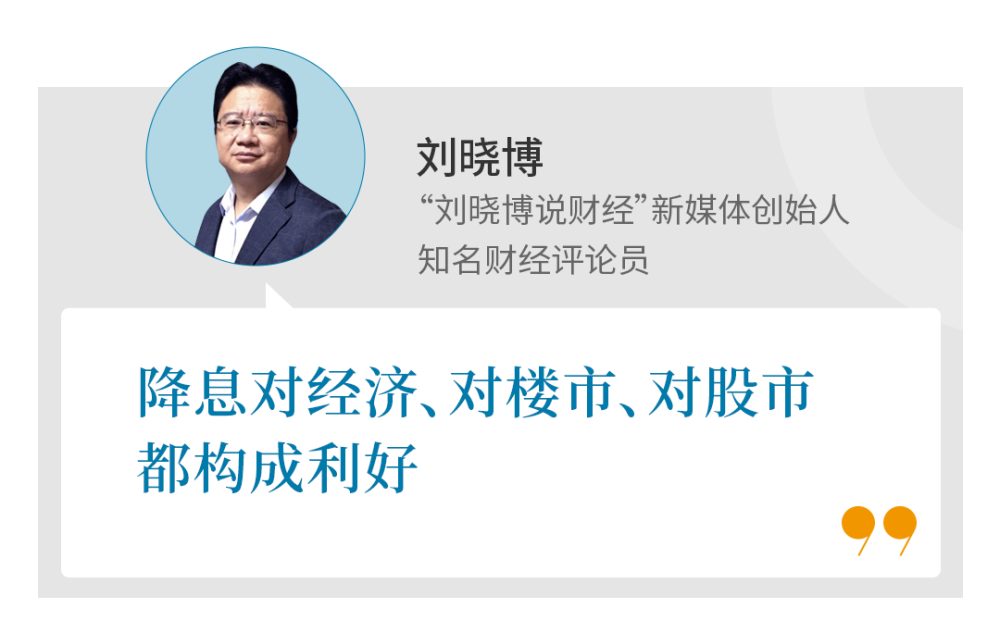 刘晓博
“刘晓博说财经”新媒体创始人
知名财经评论员
降息对经济、对楼市、对股市
都构成利好